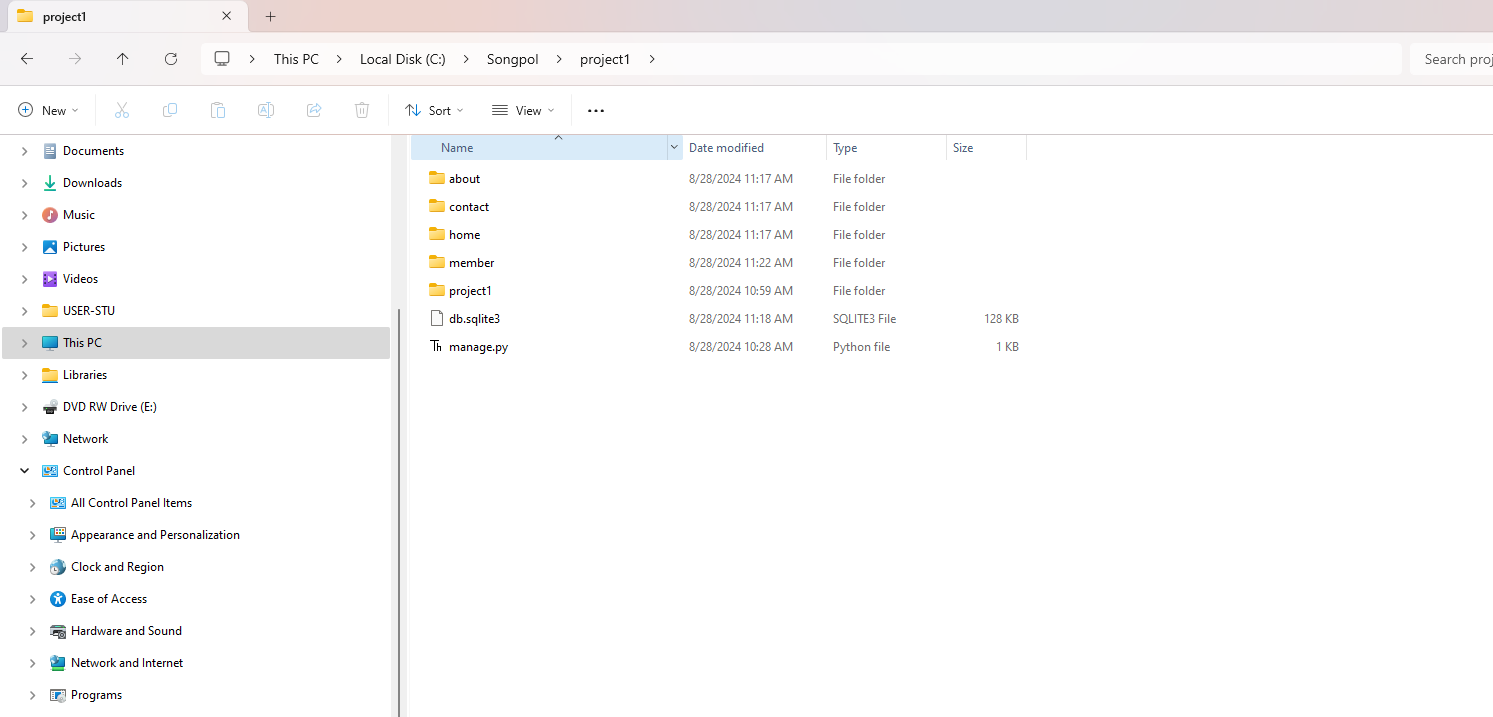 project1
This PC Local Disk (C:) Songpol project1 Search proj
New Sort View
Documents
Downloads
Music
Pictures
Videos
USER-STU
This PC
Libraries
DVD RW Drive (E:)
Network
Control Panel
All Control Panel Items
Appearance and Personalization
Clock and Region
Ease of Access
Hardware and Sound
Network and Internet
Programs
Name Date modified Type Size
about 8/28/2024 11:17 AM File folder
contact 8/28/2024 11:17 AM File folder
home 8/28/2024 11:17 AM File folder
member 8/28/2024 11:22 AM File folder
project1 8/28/2024 10:59 AM File folder
db.sqlite3 8/28/2024 11:18 AM SQLITE3 File 128 KB
manage.py 8/28/2024 10:28 AM Python file 1 KB